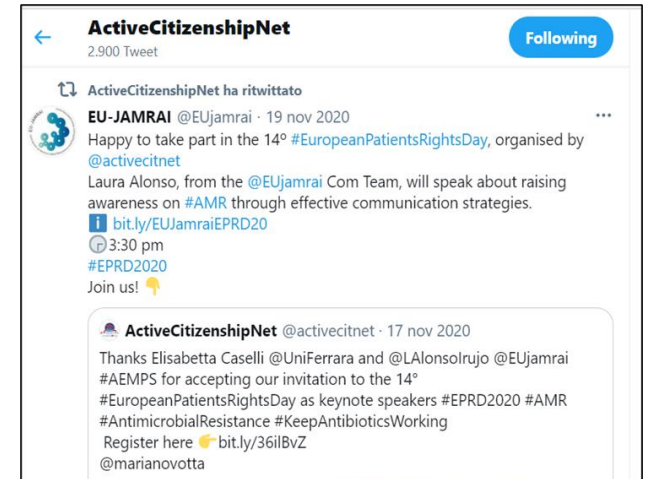 ActiveCitizenshipNet
2.900 Tweet
Following
ActiveCitizenshipNet ha ritwittato
EU-JAMRAI @EUjamrai · 19 nov 2020
Happy to take part in the 14º #EuropeanPatientsRightsDay, organised by
@activecitnet
Laura Alonso, from the @EUjamrai Com Team, will speak about raising
awareness on #AMR through effective communication strategies.
ℹ️ bit.ly/EUJamraiEPRD20
🕞3:30 pm
#EPRD2020
Join us! 👇
ActiveCitizenshipNet @activecitnet · 17 nov 2020
Thanks Elisabetta Caselli @UniFerrara and @LAlonsoIrujo @EUjamrai
#AEMPS for accepting our invitation to the 14°
#EuropeanPatientsRightsDay as keynote speakers #EPRD2020 #AMR
#AntimicrobialResistance #KeepAntibioticsWorking
Register here 👉bit.ly/36ilBvZ
@marianovotta